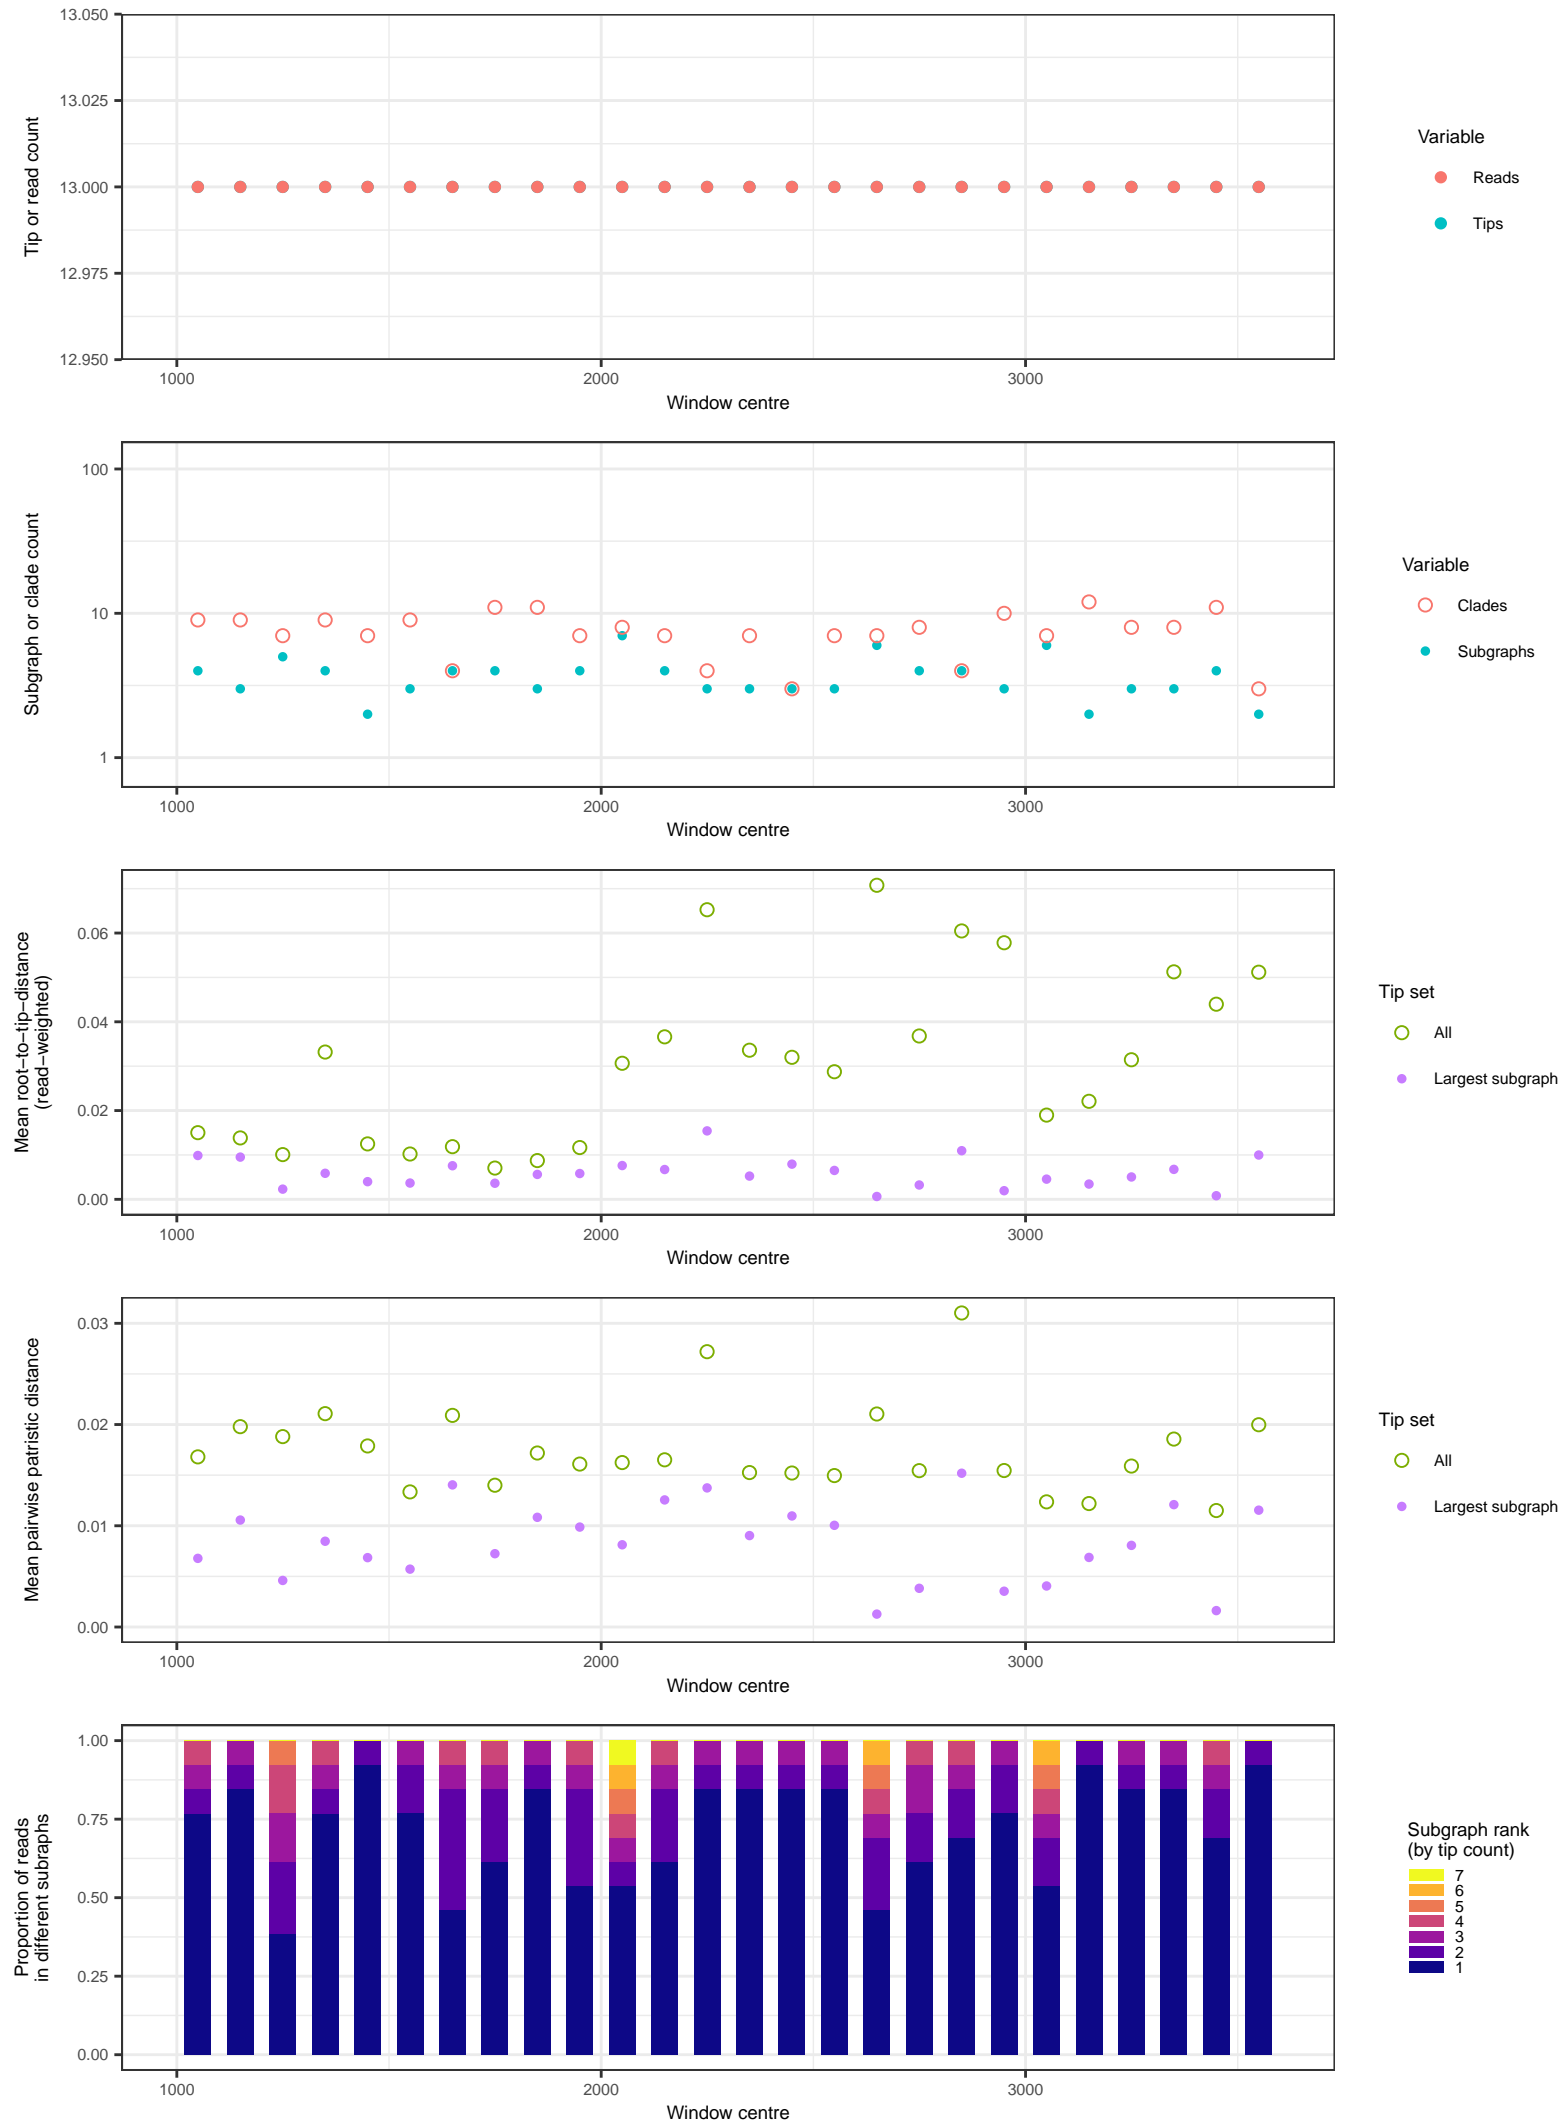 13.050
13.025
13.000
12.975
12.950
Tip or read count
1000 2000 3000
Window centre
Variable
Reads
Tips
100
10
1
Subgraph or clade count
1000 2000 3000
Window centre
Variable
Clades
Subgraphs
0.06
0.04
0.02
0.00
Mean root−to−tip−distance
(read−weighted)
1000 2000 3000
Window centre
Tip set
All
Largest subgraph
0.03
0.02
0.01
0.00
Mean pairwise patristic distance
1000 2000 3000
Window centre
Tip set
All
Largest subgraph
1.00
0.75
0.50
0.25
0.00
Proportion of reads
in different subraphs
1000 2000 3000
Window centre
Subgraph rank
(by tip count)
7
6
5
4
3
2
1